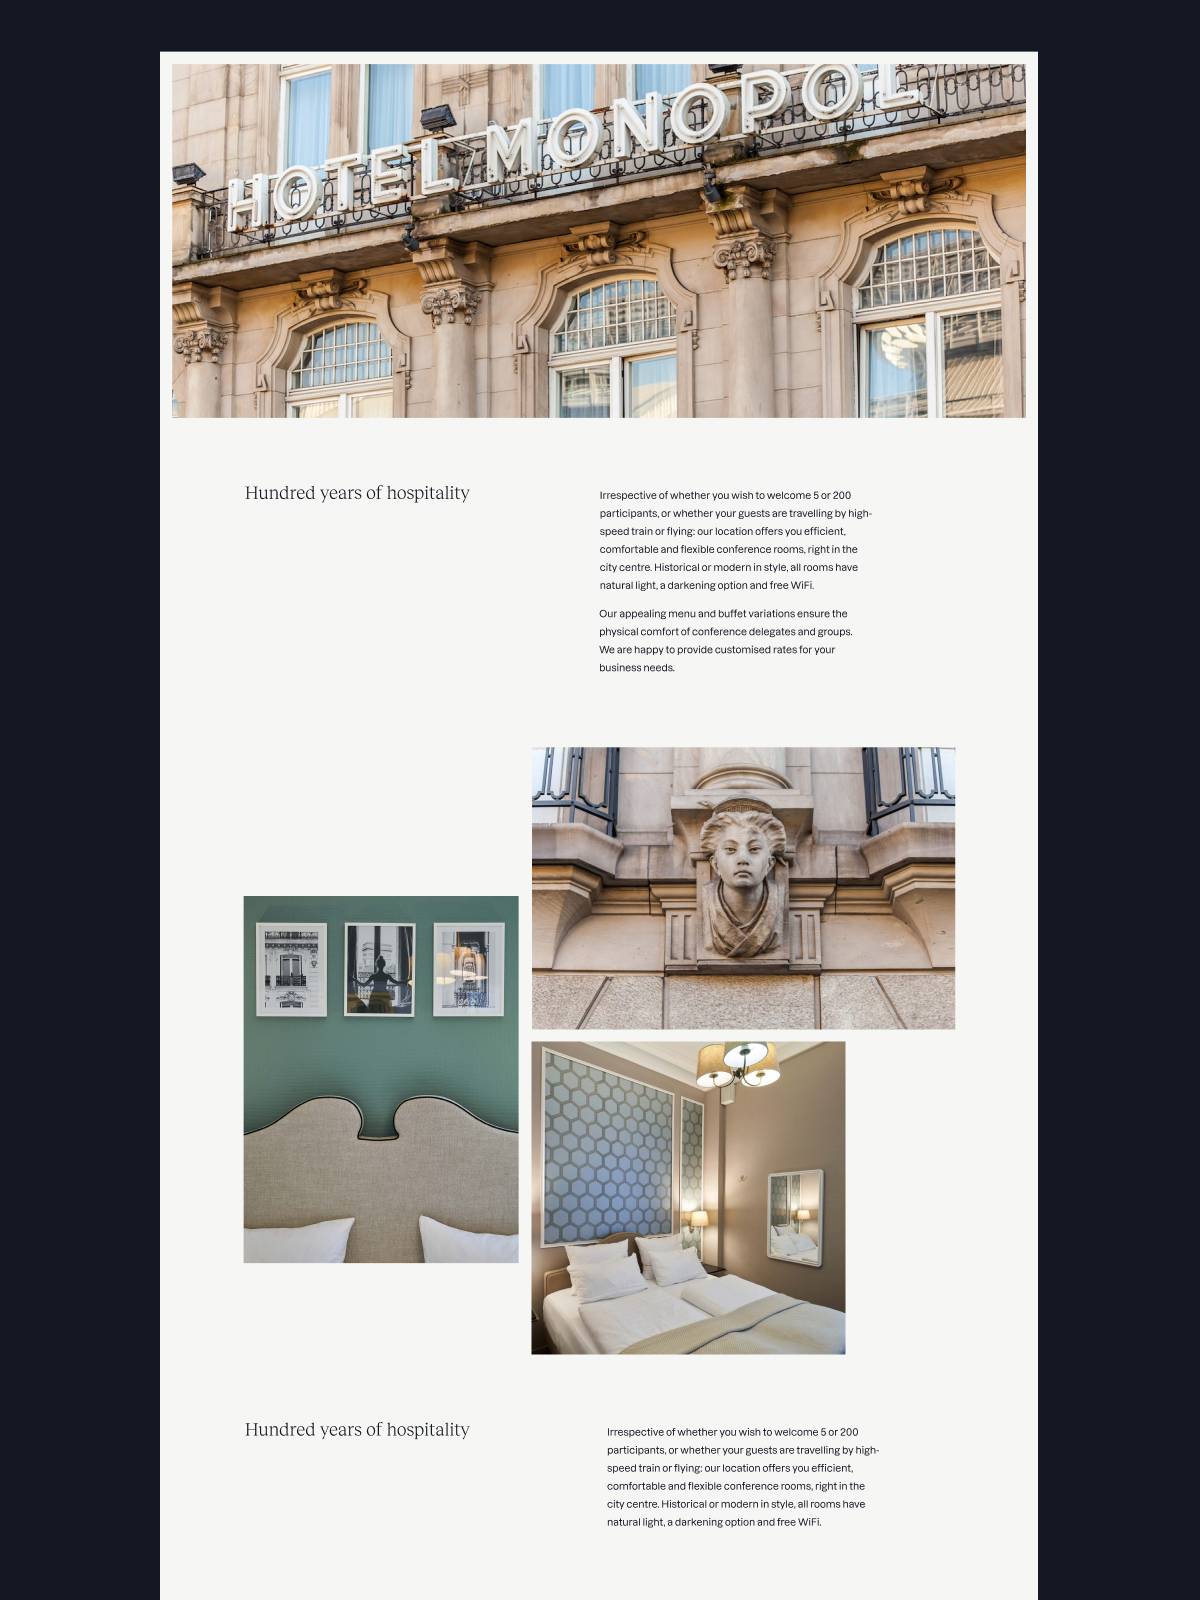 HOTEL MONOPOL
Hundred years of hospitality
Irrespective of whether you wish to welcome 5 or 200
participants, or whether your guests are travelling by high-
speed train or flying: our location offers you efficient,
comfortable and flexible conference rooms, right in the
city centre. Historical or modern in style, all rooms have
natural light, a darkening option and free WiFi.
Our appealing menu and buffet variations ensure the
physical comfort of conference delegates and groups.
We are happy to provide customised rates for your
business needs.
Hundred years of hospitality
Irrespective of whether you wish to welcome 5 or 200
participants, or whether your guests are travelling by high-
speed train or flying: our location offers you efficient,
comfortable and flexible conference rooms, right in the
city centre. Historical or modern in style, all rooms have
natural light, a darkening option and free WiFi.